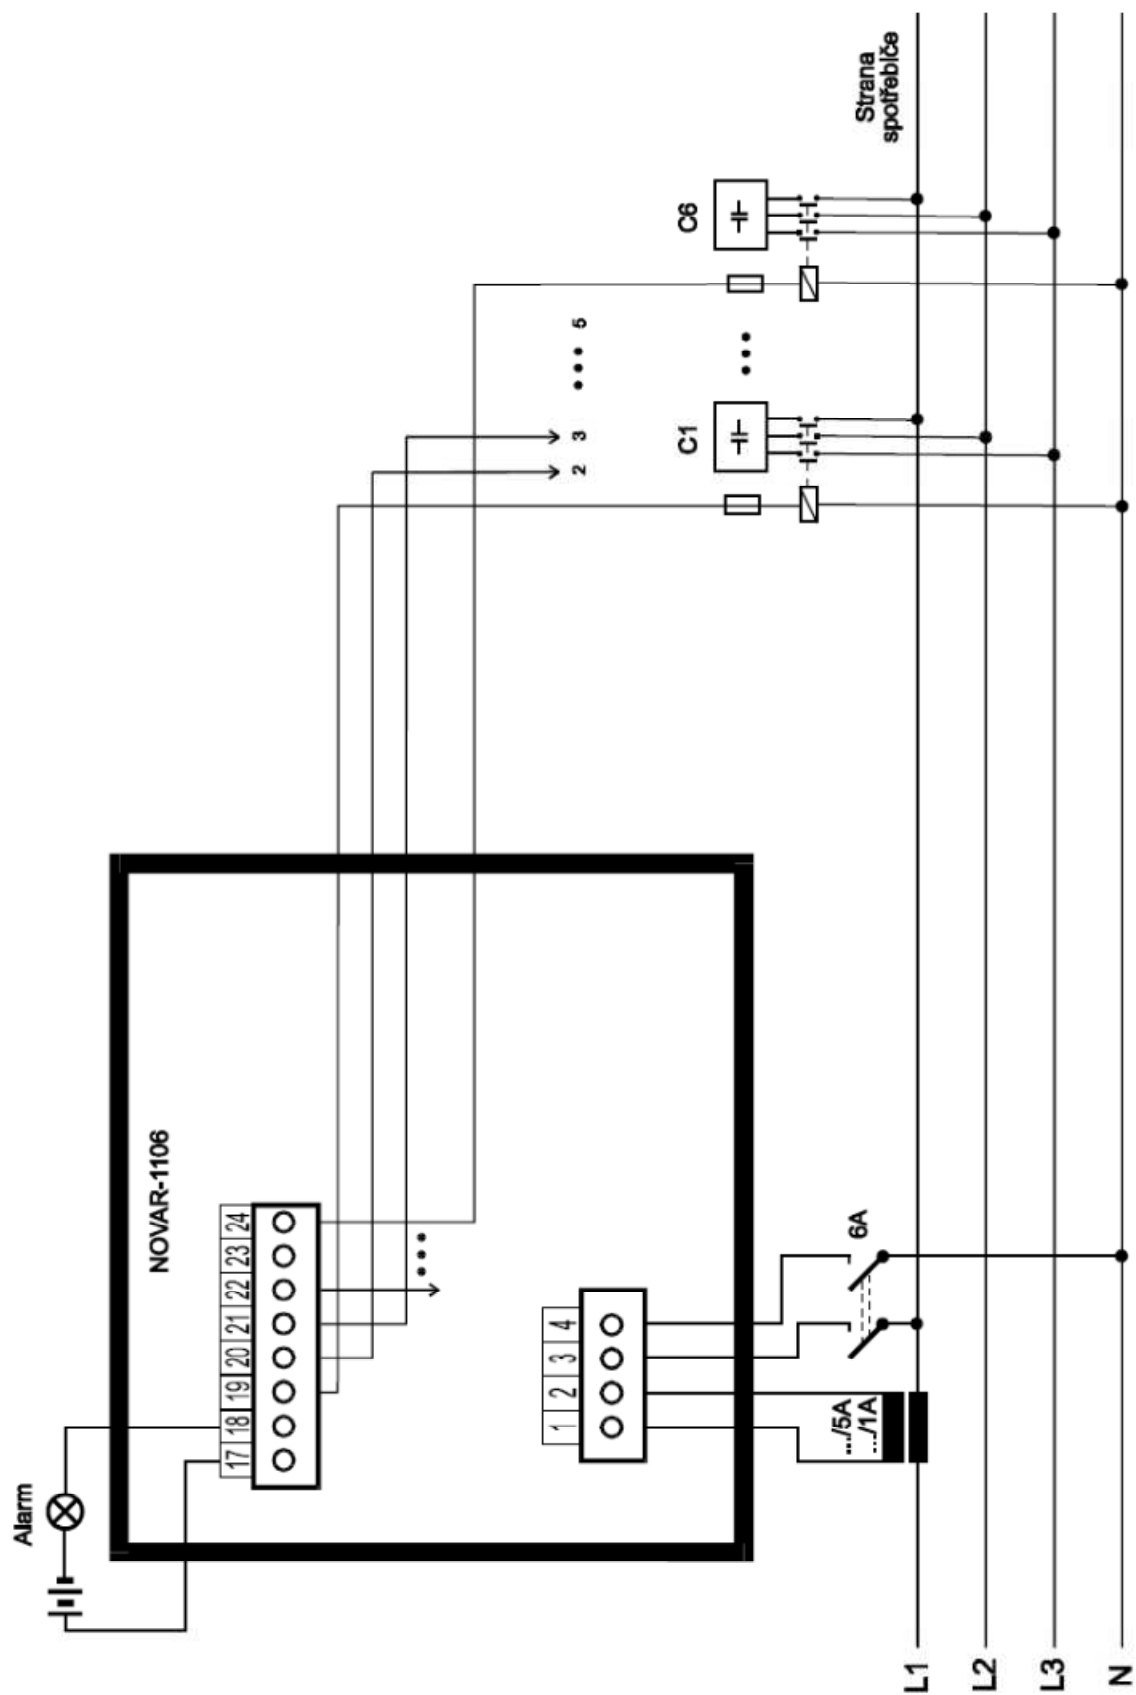 Alarm
NOVAR-1106
17 18 19 20 21 22 23 24
1 2 3 4
.../5A
.../1A
6A
2 3 5
C1
C6
Strana
spotřebiče
L1
L2
L3
N